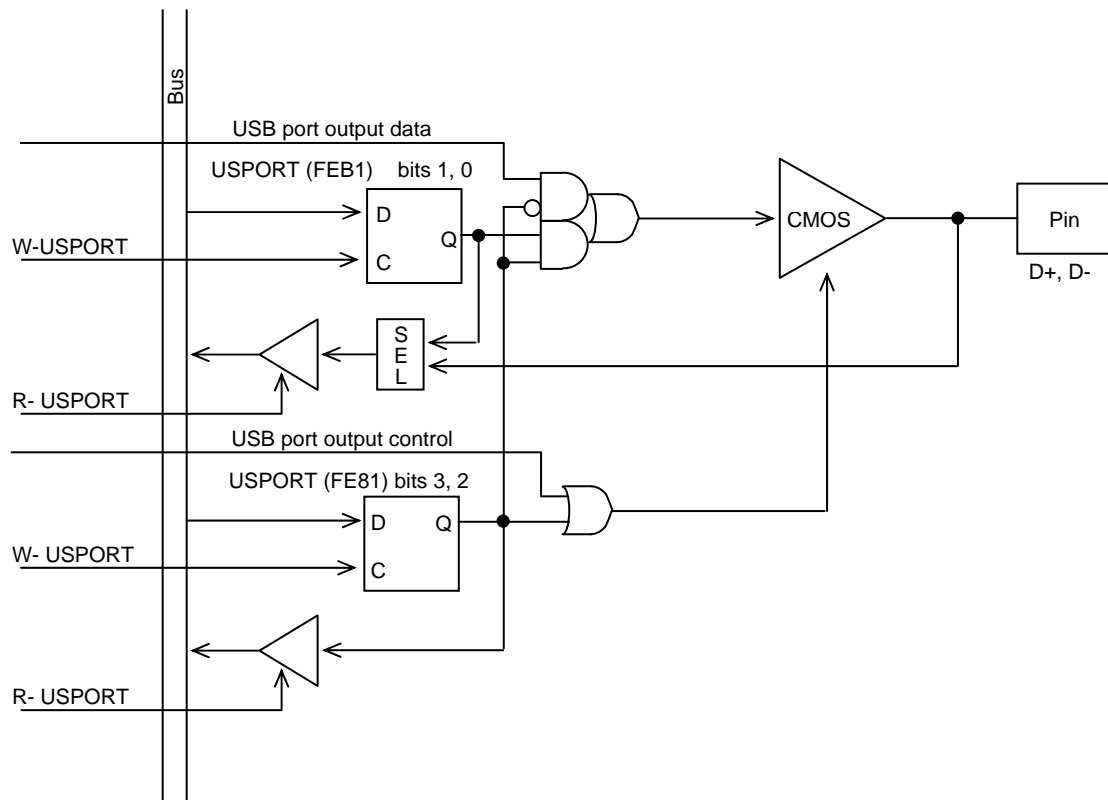 Bus
USB port output data
USPORT (FEB1) bits 1, 0
D
Q
C
W-USPORT
CMOS
Pin
D+, D-
SEL
R- USPORT
USB port output control
USPORT (FE81) bits 3, 2
D
Q
C
W- USPORT
R- USPORT